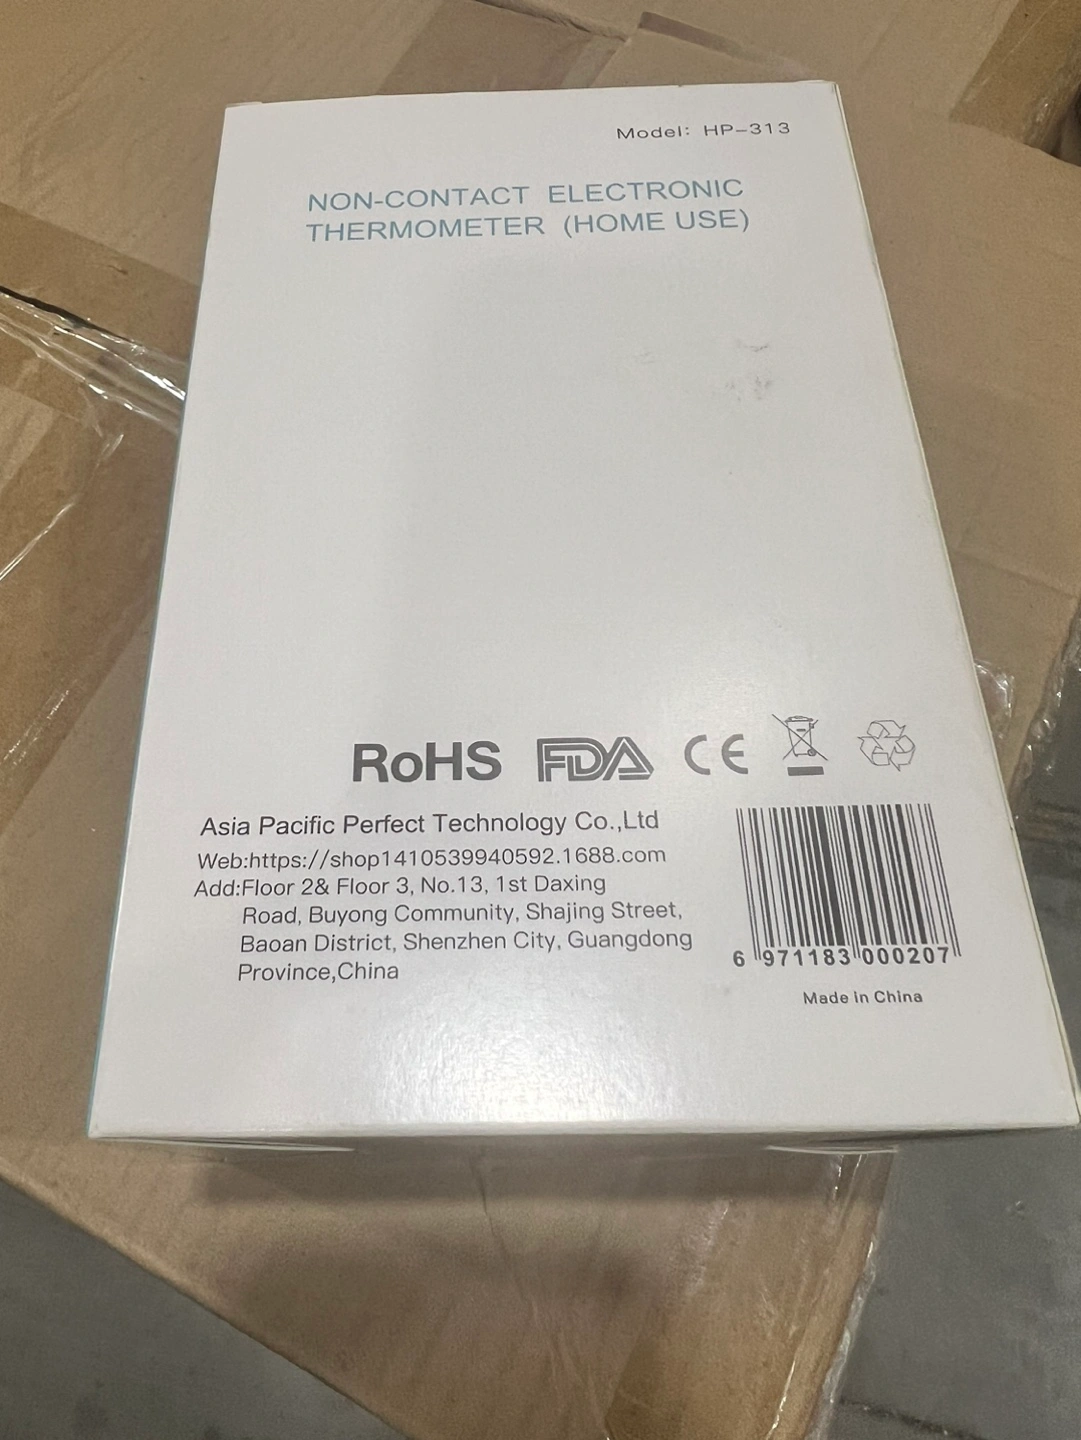 Model: HP-313
NON-CONTACT ELECTRONIC
THERMOMETER (HOME USE)
RoHS FDA CE
Asia Pacific Perfect Technology Co.,Ltd
Web:https://shop1410539940592.1688.com
Add:Floor 2& Floor 3, No.13, 1st Daxing
Road, Buyong Community, Shajing Street,
Baoan District, Shenzhen City, Guangdong
Province,China
6 971183 000207
Made in China